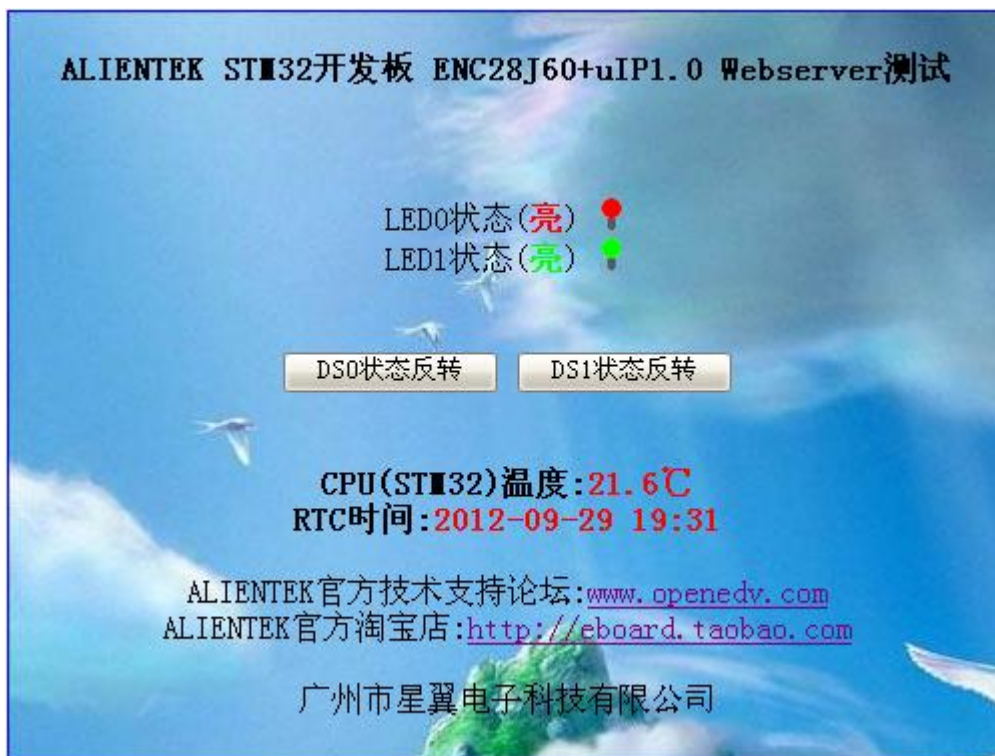 ALIENTEK STM32开发板 ENC28J60+uIP1.0 Webserver测试
LED0状态(亮)
LED1状态(亮)
DS0状态反转 DS1状态反转
CPU(STM32)温度:21.6℃
RTC时间:2012-09-29 19:31
ALIENTEK官方技术支持论坛:www.openedv.com
ALIENTEK官方淘宝店:http://eboard.taobao.com
广州市星翼电子科技有限公司